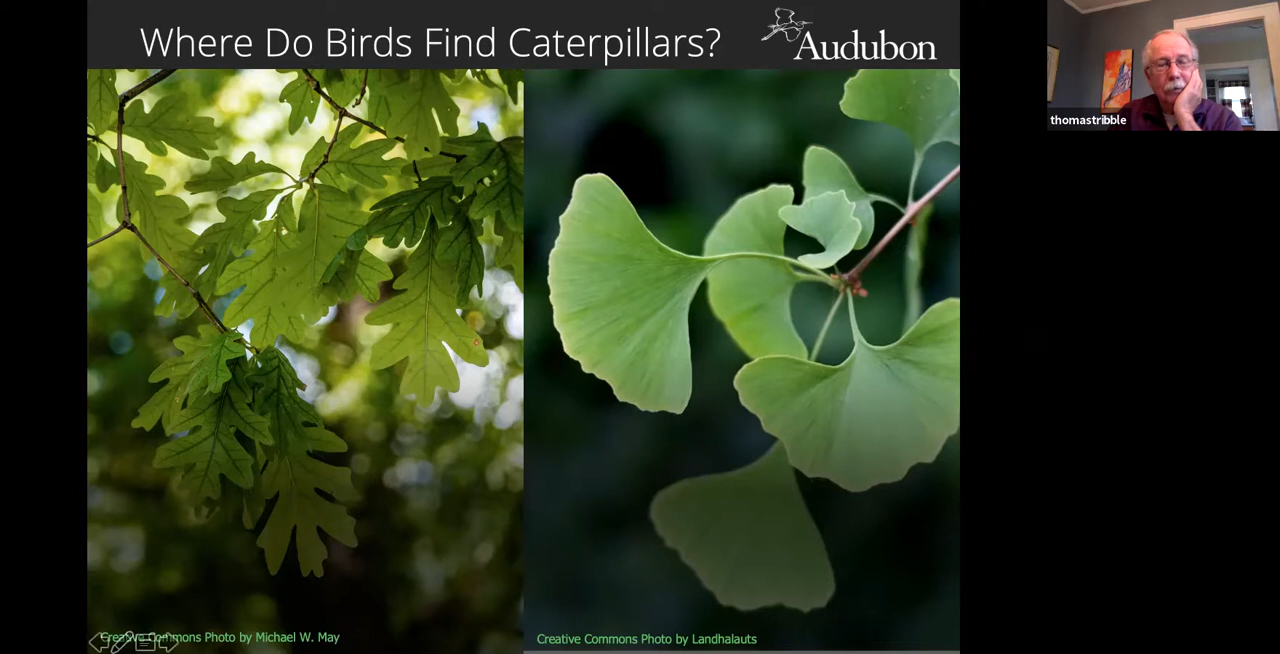 Where Do Birds Find Caterpillars?
Audubon
thomastribble
Creative Commons Photo by Michael W. May
Creative Commons Photo by Landhalauts